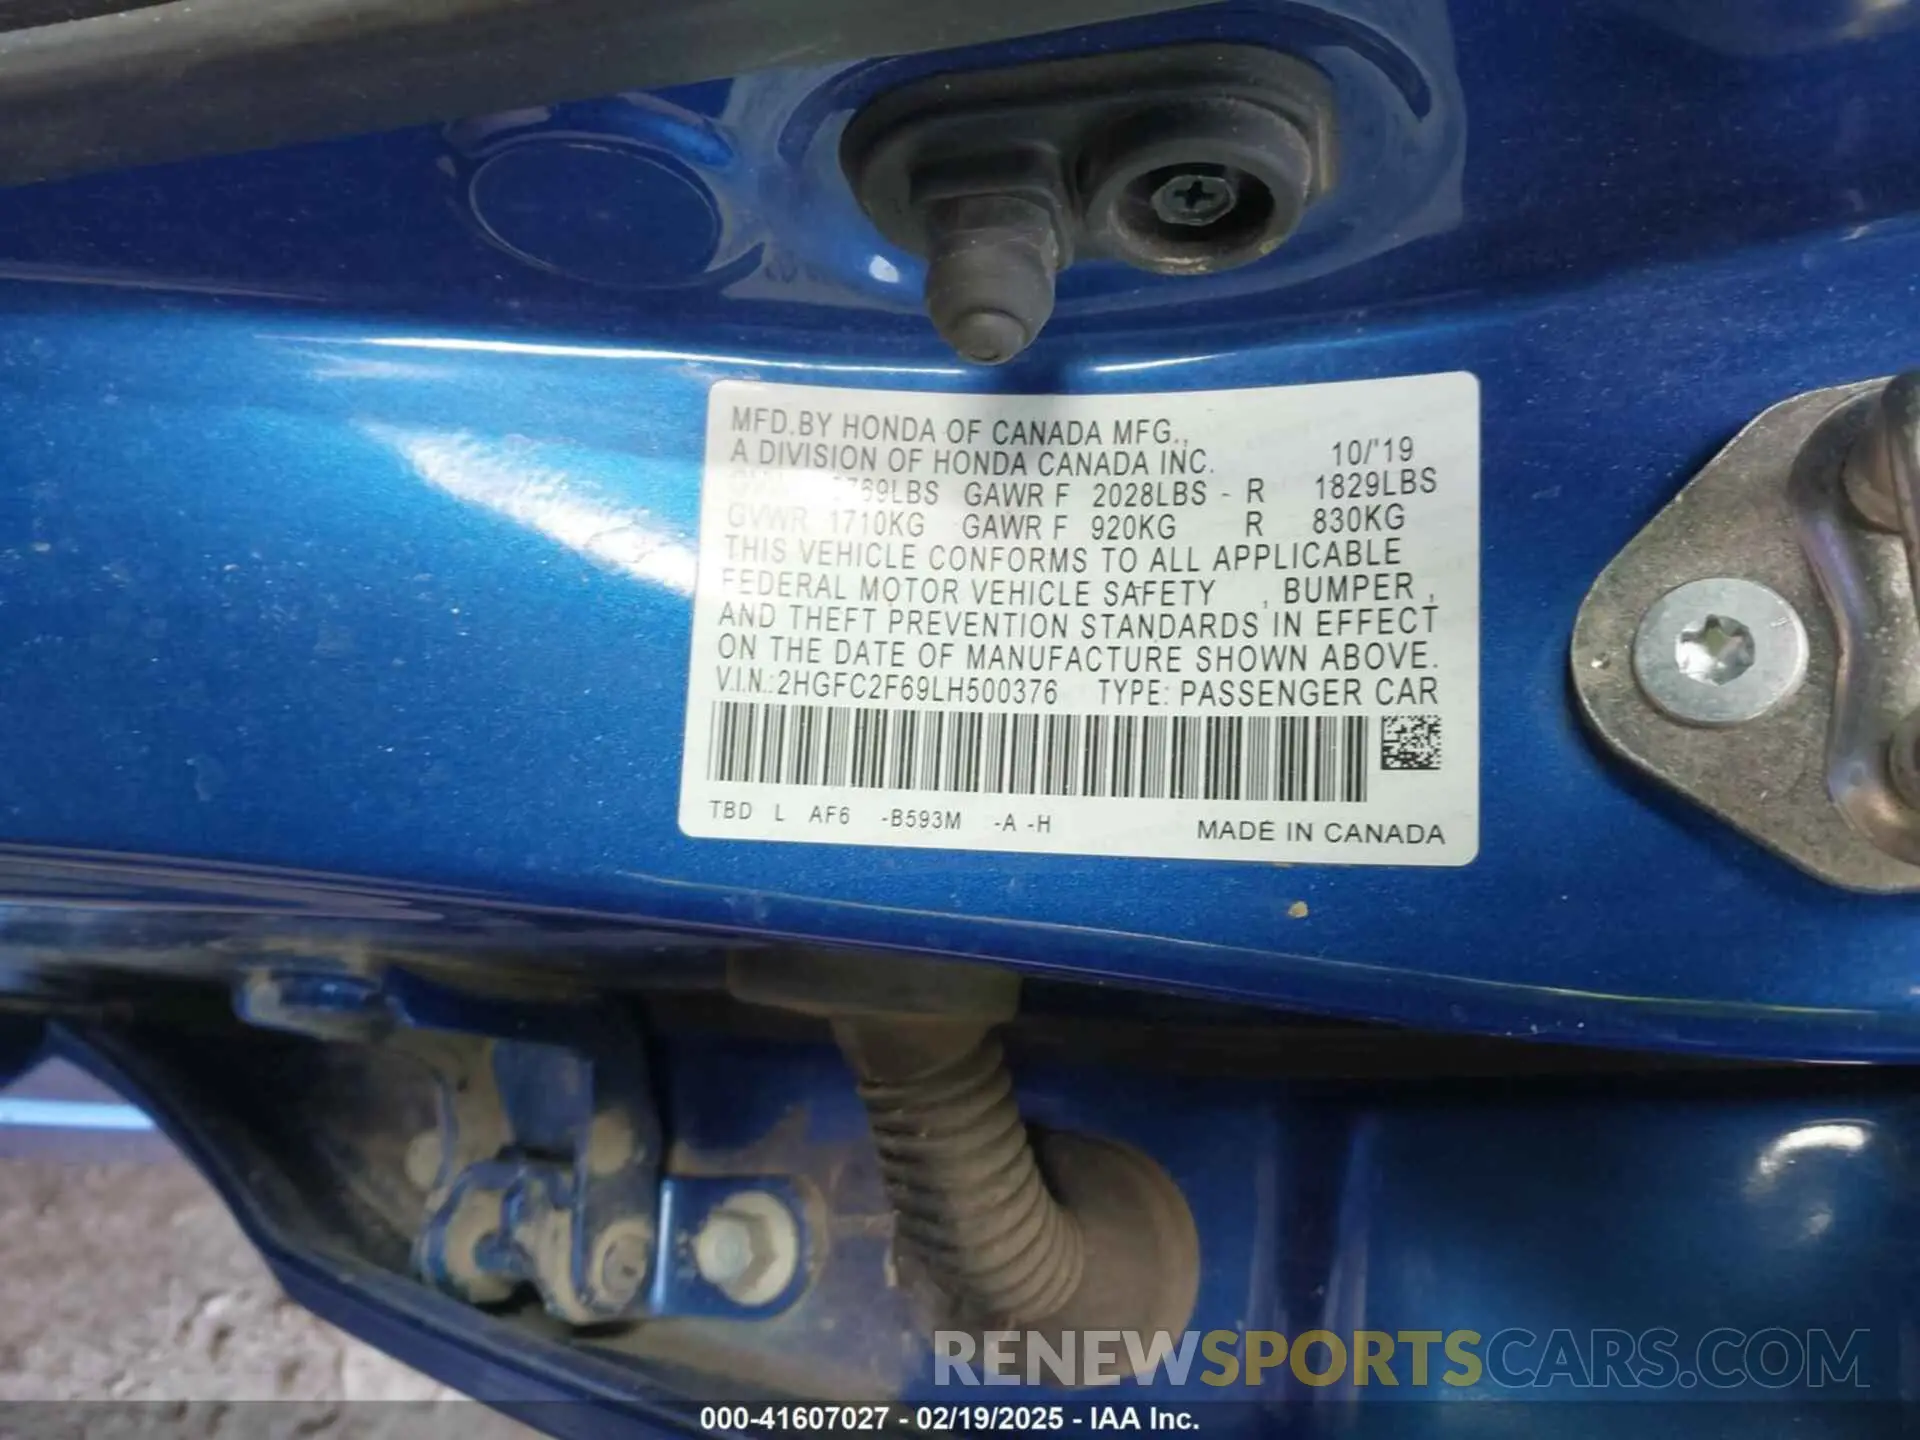 MFD.BY HONDA OF CANADA MFG.,
A DIVISION OF HONDA CANADA INC. 10/'19
GAWR F 2028LBS - R 1829LBS
GVWR 1710KG GAWR F 920KG R 830KG
THIS VEHICLE CONFORMS TO ALL APPLICABLE
FEDERAL MOTOR VEHICLE SAFETY , BUMPER ,
AND THEFT PREVENTION STANDARDS IN EFFECT
ON THE DATE OF MANUFACTURE SHOWN ABOVE.
V.I.N.: 2HGFC2F69LH500376 TYPE: PASSENGER CAR
TBD L AF6 -B593M -A -H MADE IN CANADA
RENEWSPORTSCARS.COM
000-41607027 - 02/19/2025 - IAA Inc.